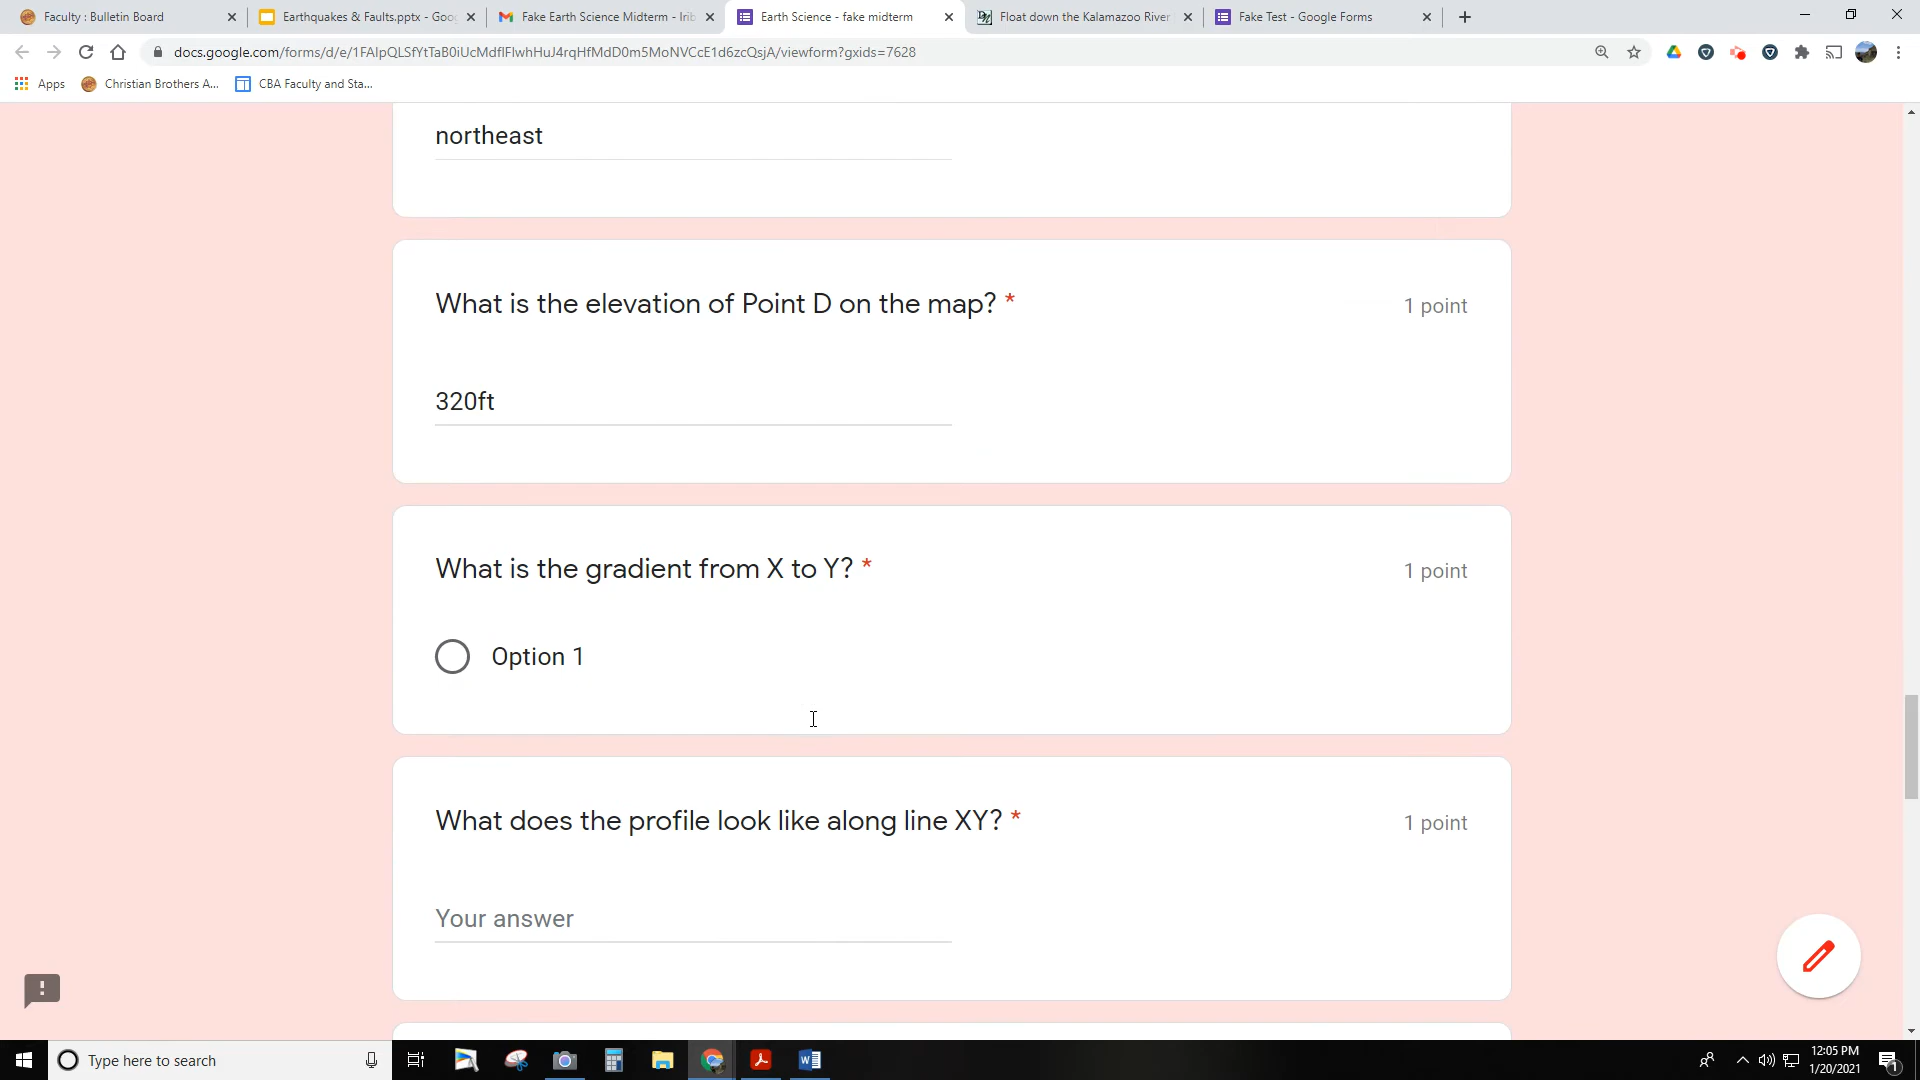 Faculty : Bulletin Board
Earthquakes & Faults.pptx - Goo
Fake Earth Science Midterm - Irib
Earth Science - fake midterm
Float down the Kalamazoo River
Fake Test - Google Forms
docs.google.com/forms/d/e/1FAIpQLSfYtTaB0iUcMdfIFlwhHuJ4rqHfMdD0m5MoNVCcE1d6zcQsjA/viewform?gxids=7628
Apps
Christian Brothers A...
CBA Faculty and Sta...
northeast
What is the elevation of Point D on the map? *
1 point
320ft
What is the gradient from X to Y? *
1 point
Option 1
What does the profile look like along line XY? *
1 point
Your answer
Type here to search
12:05 PM
1/20/2021
1